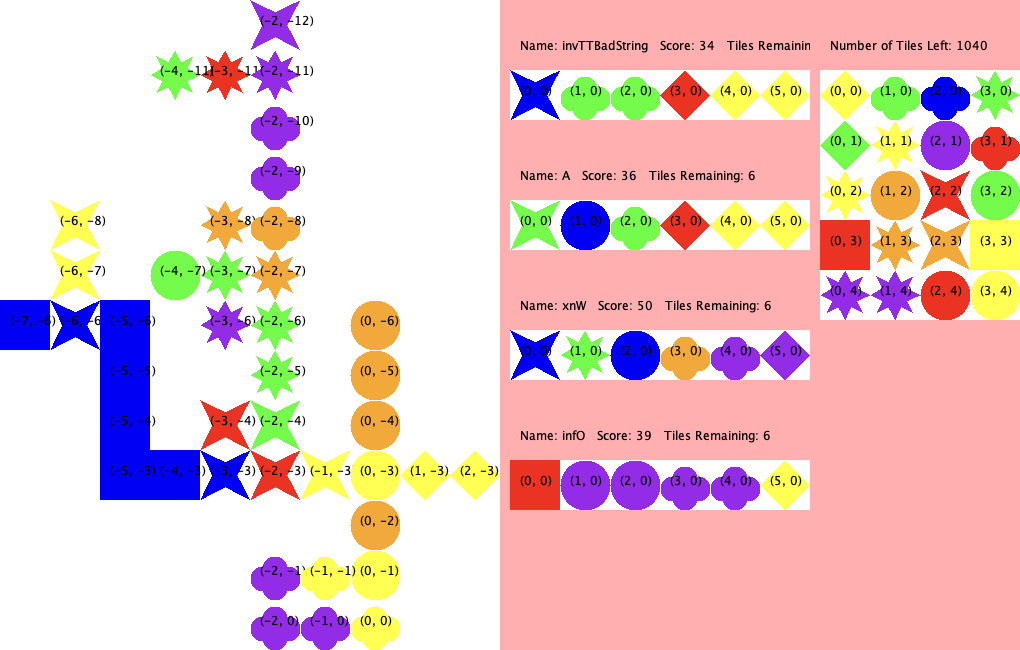 (-2, -12)
(-4, -11) (-3, -11) (-2, -11)
(-2, -10)
(-2, -9)
(-6, -8) (-3, -8) (-2, -8)
(-6, -7) (-4, -7) (-3, -7) (-2, -7)
(-7, -6) (-6, -6) (-5, -6) (-3, -6) (-2, -6) (0, -6)
(-5, -5) (-2, -5) (0, -5)
(-5, -4) (-3, -4) (-2, -4) (0, -4)
(-5, -3) (-4, -3) (-3, -3) (-2, -3) (-1, -3) (0, -3) (1, -3) (2, -3)
(0, -2)
(-2, -1) (-1, -1) (0, -1)
(-2, 0) (-1, 0) (0, 0)
Name: invTTBadString Score: 34 Tiles Remainin
(0, 0) (1, 0) (2, 0) (3, 0) (4, 0) (5, 0)
Name: A Score: 36 Tiles Remaining: 6
(0, 0) (1, 0) (2, 0) (3, 0) (4, 0) (5, 0)
Name: xnW Score: 50 Tiles Remaining: 6
(0, 0) (1, 0) (2, 0) (3, 0) (4, 0) (5, 0)
Name: infO Score: 39 Tiles Remaining: 6
(0, 0) (1, 0) (2, 0) (3, 0) (4, 0) (5, 0)
Number of Tiles Left: 1040
(0, 0) (1, 0) (2, 0) (3, 0)
(0, 1) (1, 1) (2, 1) (3, 1)
(0, 2) (1, 2) (2, 2) (3, 2)
(0, 3) (1, 3) (2, 3) (3, 3)
(0, 4) (1, 4) (2, 4) (3, 4)